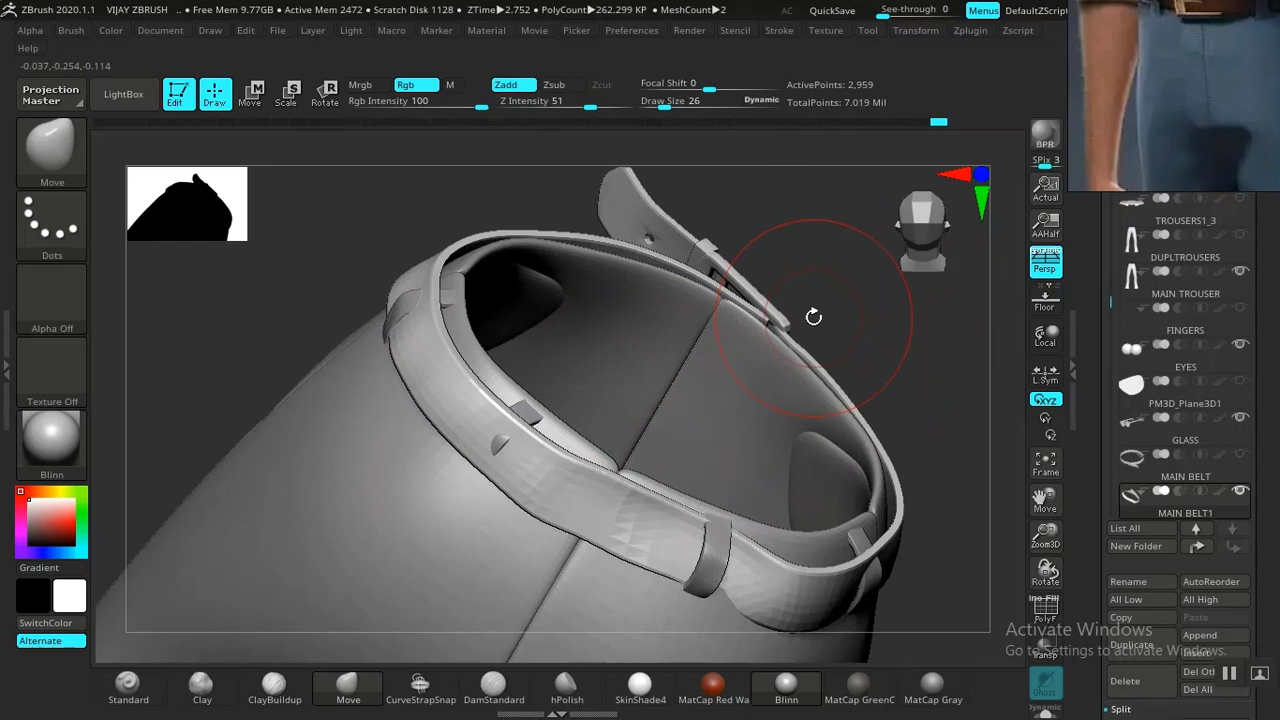 ZBrush 2020.1.1 VIJAY ZBRUSH ● Free Mem 9.77GB ● Active Mem 2472 ● Scratch Disk 1128 ● ZTime▶2.752 ● PolyCount▶262.299 KP ● MeshCount▶2 AC QuickSave See-through 0 Menus DefaultZScript
Alpha Brush Color Document Draw Edit File Layer Light Macro Marker Material Movie Picker Preferences Render Stencil Stroke Texture Tool Transform Zplugin Zscript
Help
-0.037,-0.254,-0.114
Projection Master
LightBox
Edit
Draw
M Move
S Scale
R Rotate
Mrgb Rgb M
Rgb Intensity 100
Zadd Zsub Zcut
Z Intensity 51
Focal Shift 0
Draw Size 26 Dynamic
ActivePoints: 2,959
TotalPoints: 7.019 Mil
Move
Dots
Alpha Off
Texture Off
Blinn
Gradient
SwitchColor
Alternate
BPR
SPix 3
Actual
AAHalf
Persp
Floor
Local
L.Sym
XYZ
Y
Z
Frame
Move
Zoom3D
Rotate
PolyF
Transp
Ghost
Dynamic
TROUSERS1_3
DUPLTROUSERS
MAIN TROUSER
FINGERS
EYES
PM3D_Plane3D1
GLASS
MAIN BELT
MAIN BELT1
List All
New Folder
Rename AutoReorder
All Low All High
Copy Paste
Duplicate Append
Insert
Delete Del Ot
Del All
Split
Activate Windows
Go to Settings to activate Windows.
Standard Clay ClayBuildup Move CurveStrapSnap DamStandard hPolish SkinShade4 MatCap Red Wa Blinn MatCap GreenC MatCap Gray